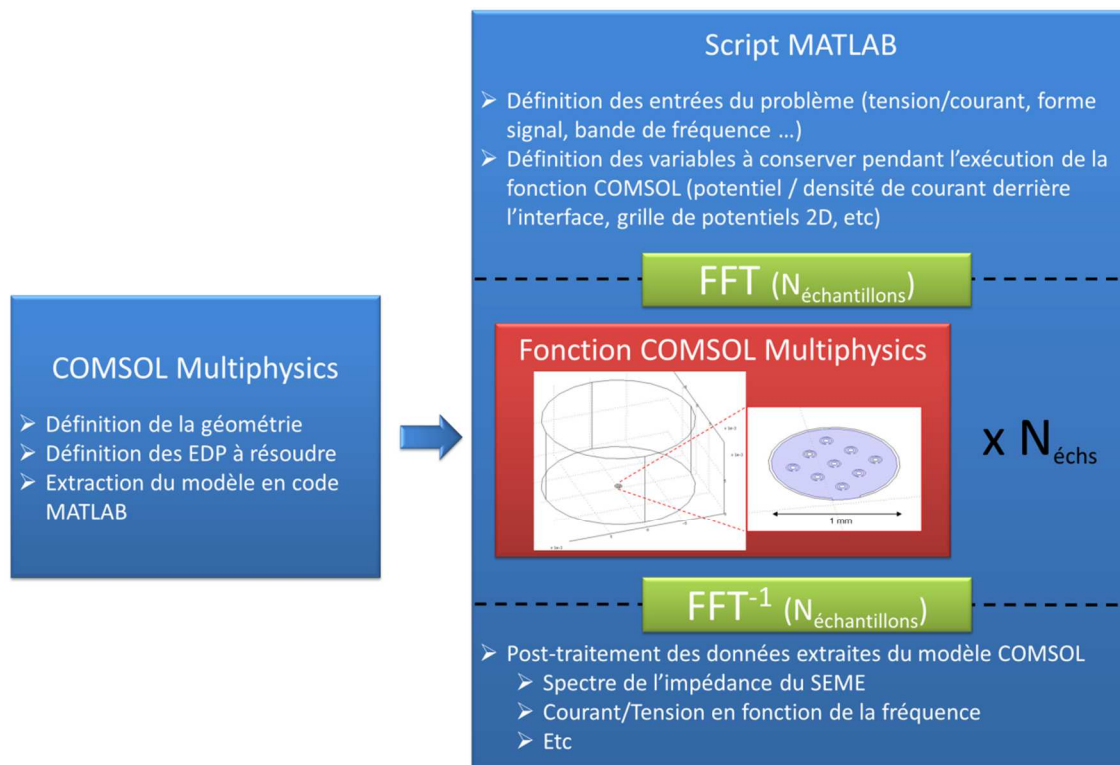 COMSOL Multiphysics
➢ Définition de la géométrie
➢ Définition des EDP à résoudre
➢ Extraction du modèle en code
MATLAB
Script MATLAB
➢ Définition des entrées du problème (tension/courant, forme
signal, bande de fréquence …)
➢ Définition des variables à conserver pendant l’exécution de la
fonction COMSOL (potentiel / densité de courant derrière
l’interface, grille de potentiels 2D, etc)
FFT (Néchantillons)
Fonction COMSOL Multiphysics
1 mm
x Néchs
FFT-1 (Néchantillons)
➢ Post-traitement des données extraites du modèle COMSOL
➢ Spectre de l’impédance du SEME
➢ Courant/Tension en fonction de la fréquence
➢ Etc